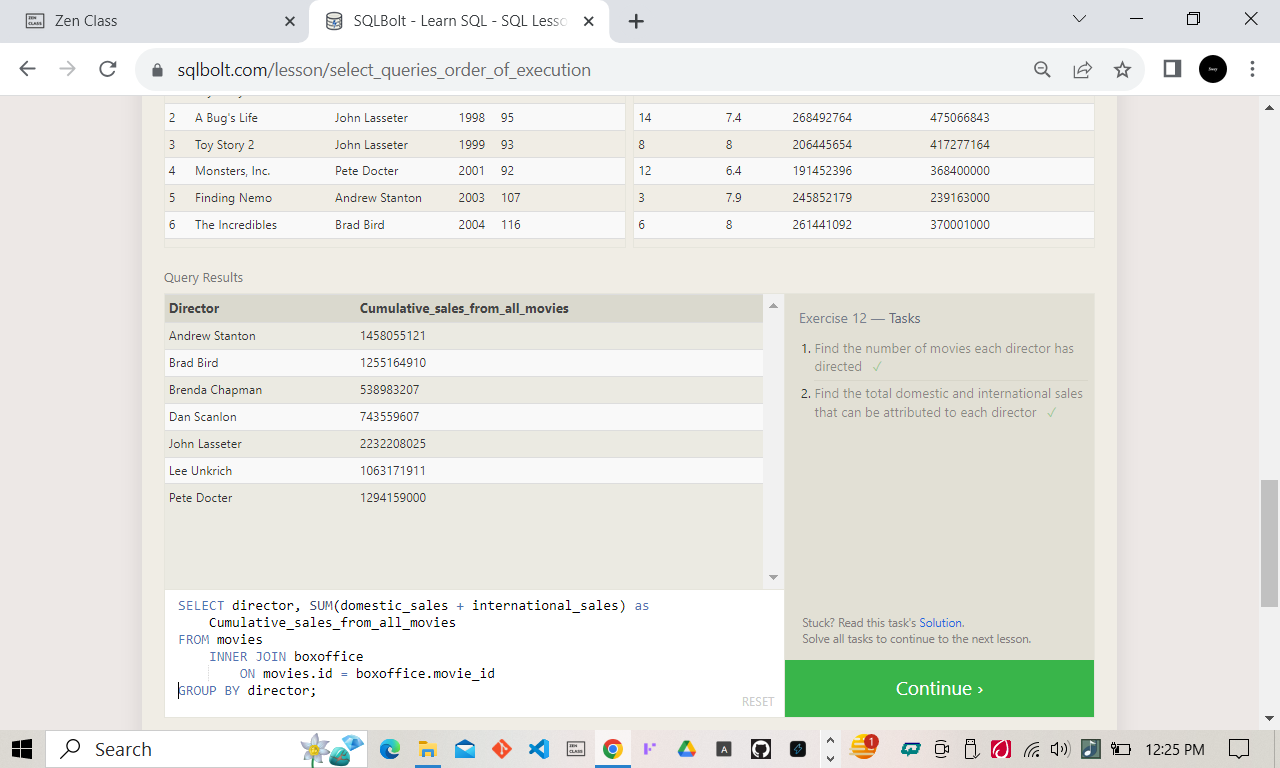 Zen Class
SQLBolt - Learn SQL - SQL Lesso
sqlbolt.com/lesson/select_queries_order_of_execution
2 A Bug's Life John Lasseter 1998 95 14 7.4 268492764 475066843
3 Toy Story 2 John Lasseter 1999 93 8 8 206445654 417277164
4 Monsters, Inc. Pete Docter 2001 92 12 6.4 191452396 368400000
5 Finding Nemo Andrew Stanton 2003 107 3 7.9 245852179 239163000
6 The Incredibles Brad Bird 2004 116 6 8 261441092 370001000
Query Results
Director Cumulative_sales_from_all_movies
Andrew Stanton 1458055121
Brad Bird 1255164910
Brenda Chapman 538983207
Dan Scanlon 743559607
John Lasseter 2232208025
Lee Unkrich 1063171911
Pete Docter 1294159000
Exercise 12 — Tasks
1. Find the number of movies each director has
directed ✓
2. Find the total domestic and international sales
that can be attributed to each director ✓
Stuck? Read this task's Solution.
Solve all tasks to continue to the next lesson.
Continue ›
SELECT director, SUM(domestic_sales + international_sales) as
Cumulative_sales_from_all_movies
FROM movies
INNER JOIN boxoffice
ON movies.id = boxoffice.movie_id
GROUP BY director;
RESET
Search
ZEN
CLASS
A
1
12:25 PM